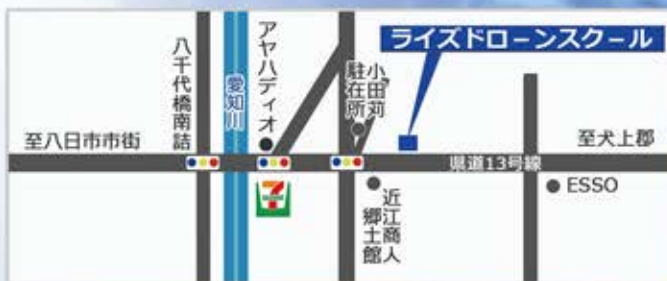 ライズドローンスクール
八千代橋南詰
愛知川
アヤハディオ
小田苅
駐在所
至八日市市街
至犬上郡
県道13号線
7
ESSO
近江商人
郷土館